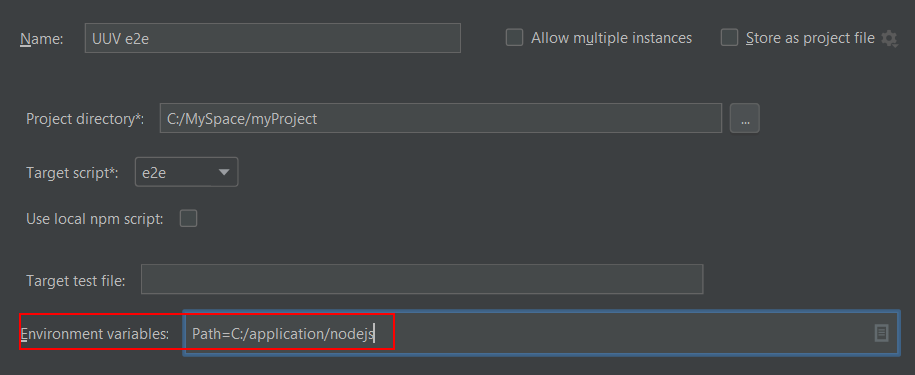 Name: UUV e2e Allow multiple instances Store as project file
Project directory*: C:/MySpace/myProject ...
Target script*: e2e
Use local npm script:
Target test file:
Environment variables: Path=C:/application/nodejs